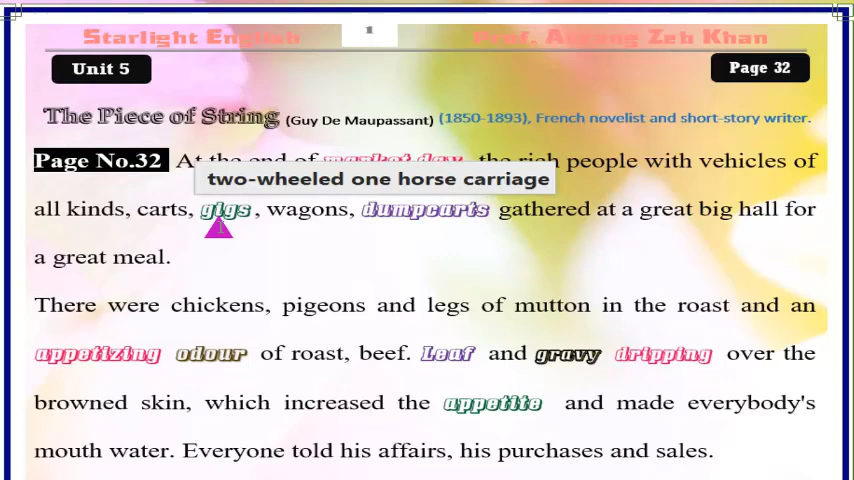 Starlight English 1 Prof. Aurang Zeb Khan
Unit 5 Page 32
The Piece of String (Guy De Maupassant) (1850-1893), French novelist and short-story writer.
Page No.32 At the end of market day, the rich people with vehicles of
two-wheeled one horse carriage
all kinds, carts, gigs, wagons, dumpcarts gathered at a great big hall for
a great meal.
There were chickens, pigeons and legs of mutton in the roast and an
appetizing odour of roast, beef. Leaf and gravy dripping over the
browned skin, which increased the appetite and made everybody's
mouth water. Everyone told his affairs, his purchases and sales.